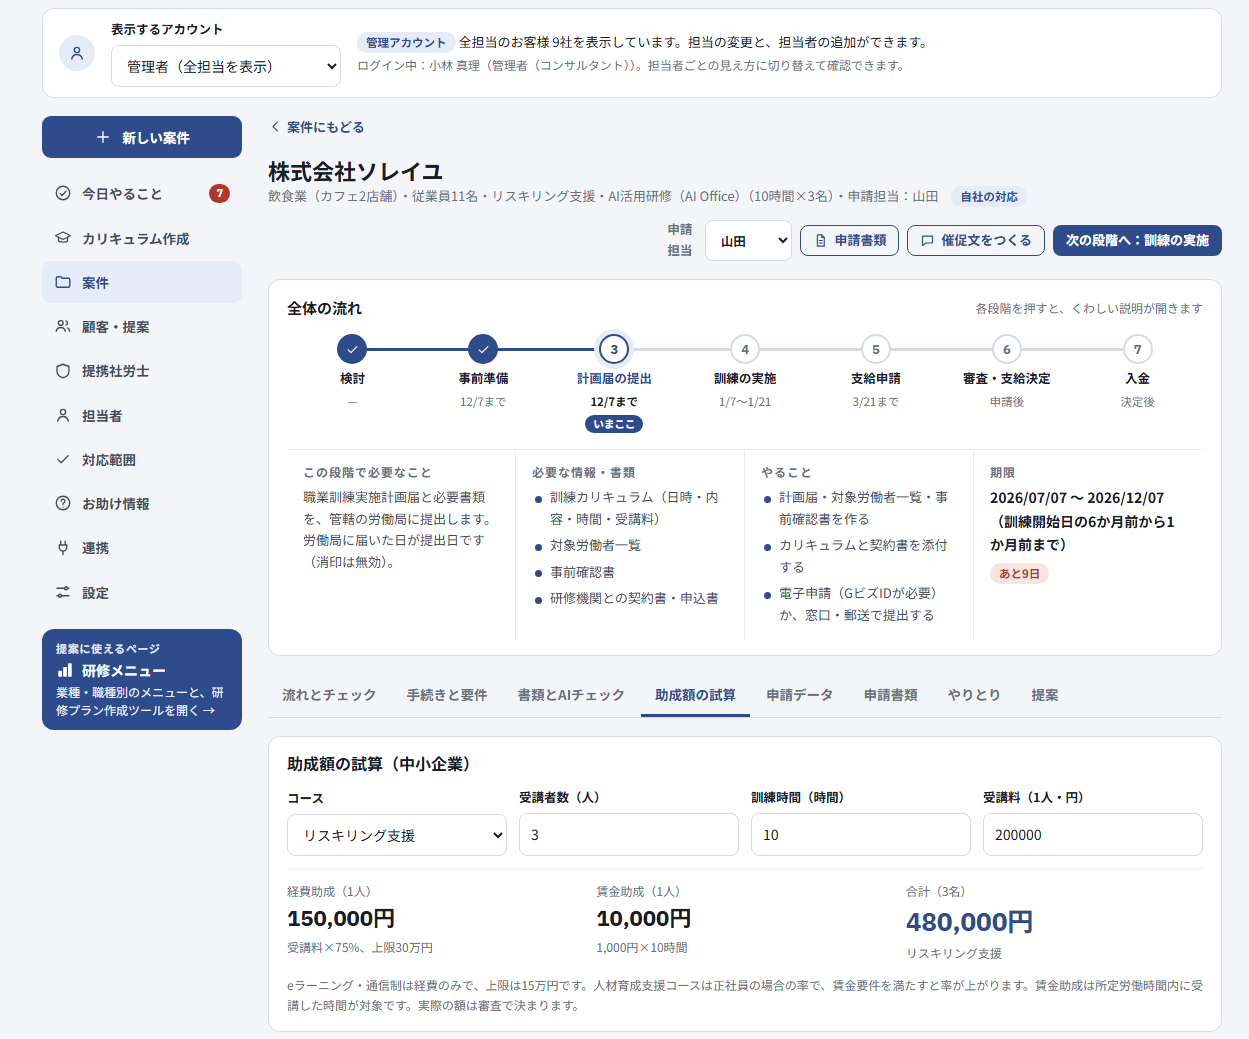 表示するアカウント
管理者（全担当を表示）
管理アカウント 全担当のお客様 9社を表示しています。担当の変更と、担当者の追加ができます。
ログイン中：小林 真理（管理者（コンサルタント））。担当者ごとの見え方に切り替えて確認できます。
新しい案件
今日やること 7
カリキュラム作成
案件
顧客・提案
提携社労士
担当者
対応範囲
お助け情報
連携
設定
提案に使えるページ
研修メニュー
業種・職種別のメニューと、研
修プラン作成ツールを開く →
案件にもどる
株式会社ソレイユ
飲食業（カフェ2店舗）・従業員11名・リスキリング支援・AI活用研修（AI Office）（10時間×3名）・申請担当：山田 自社の対応
申請
担当
山田
申請書類
催促文をつくる
次の段階へ：訓練の実施
全体の流れ
各段階を押すと、くわしい説明が開きます
3 4 5 6 7
検討 事前準備 計画届の提出 訓練の実施 支給申請 審査・支給決定 入金
— 12/7まで 12/7まで 1/7〜1/21 3/21まで 申請後 決定後
いまここ
この段階で必要なこと
職業訓練実施計画届と必要書類
を、管轄の労働局に提出します。
労働局に届いた日が提出日です
（消印は無効）。
必要な情報・書類
訓練カリキュラム（日時・内
容・時間・受講料）
対象労働者一覧
事前確認書
研修機関との契約書・申込書
やること
計画届・対象労働者一覧・事
前確認書を作る
カリキュラムと契約書を添付
する
電子申請（GビズIDが必要）
か、窓口・郵送で提出する
期限
2026/07/07 〜 2026/12/07
（訓練開始日の6か月前から1
か月前まで）
あと9日
流れとチェック 手続きと要件 書類とAIチェック 助成額の試算 申請データ 申請書類 やりとり 提案
助成額の試算（中小企業）
コース 受講者数（人） 訓練時間（時間） 受講料（1人・円）
リスキリング支援 3 10 200000
経費助成（1人） 賃金助成（1人） 合計（3名）
150,000円 10,000円 480,000円
受講料×75%、上限30万円 1,000円×10時間 リスキリング支援
eラーニング・通信制は経費のみで、上限は15万円です。人材育成支援コースは正社員の場合の率で、賃金要件を満たすと率が上がります。賃金助成は所定労働時間内に受
講した時間が対象です。実際の額は審査で決まります。